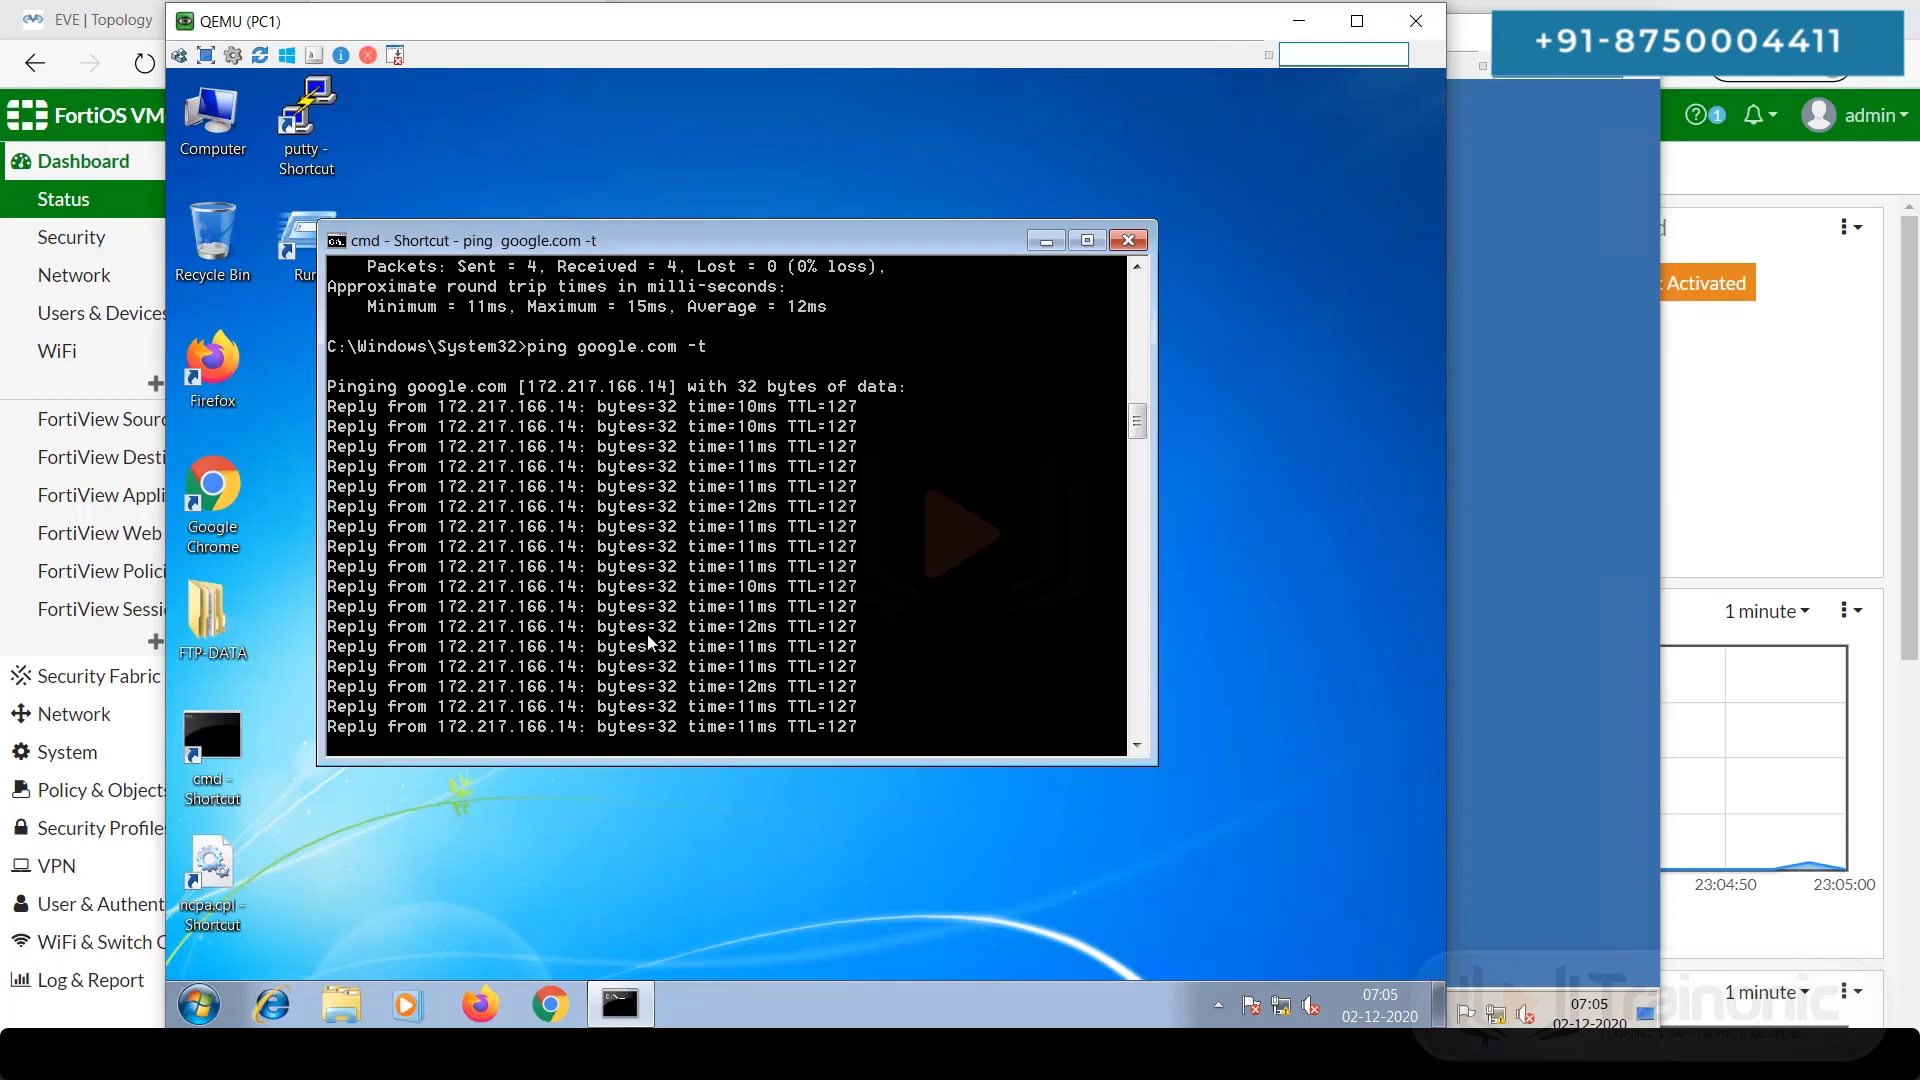 EVE | Topology
QEMU (PC1)
+91-8750004411
FortiOS VM
1
admin
Dashboard
Status
Security
Network
Users & Devices
WiFi
FortiView Sourc
FortiView Desti
FortiView Appli
FortiView Web
FortiView Polici
FortiView Sessi
Security Fabric
Network
System
Policy & Objects
Security Profile
VPN
User & Authent
WiFi & Switch C
Log & Report
Computer
putty -
Shortcut
Recycle Bin
Run
Firefox
Google
Chrome
FTP-DATA
cmd -
Shortcut
ncpa.cpl -
Shortcut
cmd - Shortcut - ping  google.com -t
Packets: Sent = 4, Received = 4, Lost = 0 (0% loss),
Approximate round trip times in milli-seconds:
Minimum = 11ms, Maximum = 15ms, Average = 12ms
C:\Windows\System32>ping google.com -t
Pinging google.com [172.217.166.14] with 32 bytes of data:
Reply from 172.217.166.14: bytes=32 time=10ms TTL=127
Reply from 172.217.166.14: bytes=32 time=10ms TTL=127
Reply from 172.217.166.14: bytes=32 time=11ms TTL=127
Reply from 172.217.166.14: bytes=32 time=11ms TTL=127
Reply from 172.217.166.14: bytes=32 time=11ms TTL=127
Reply from 172.217.166.14: bytes=32 time=12ms TTL=127
Reply from 172.217.166.14: bytes=32 time=11ms TTL=127
Reply from 172.217.166.14: bytes=32 time=11ms TTL=127
Reply from 172.217.166.14: bytes=32 time=11ms TTL=127
Reply from 172.217.166.14: bytes=32 time=10ms TTL=127
Reply from 172.217.166.14: bytes=32 time=11ms TTL=127
Reply from 172.217.166.14: bytes=32 time=12ms TTL=127
Reply from 172.217.166.14: bytes=32 time=11ms TTL=127
Reply from 172.217.166.14: bytes=32 time=11ms TTL=127
Reply from 172.217.166.14: bytes=32 time=12ms TTL=127
Reply from 172.217.166.14: bytes=32 time=11ms TTL=127
Reply from 172.217.166.14: bytes=32 time=11ms TTL=127
Activated
1 minute
23:04:50
23:05:00
1 minute
07:05
02-12-2020
07:05
02-12-2020
Trainonic